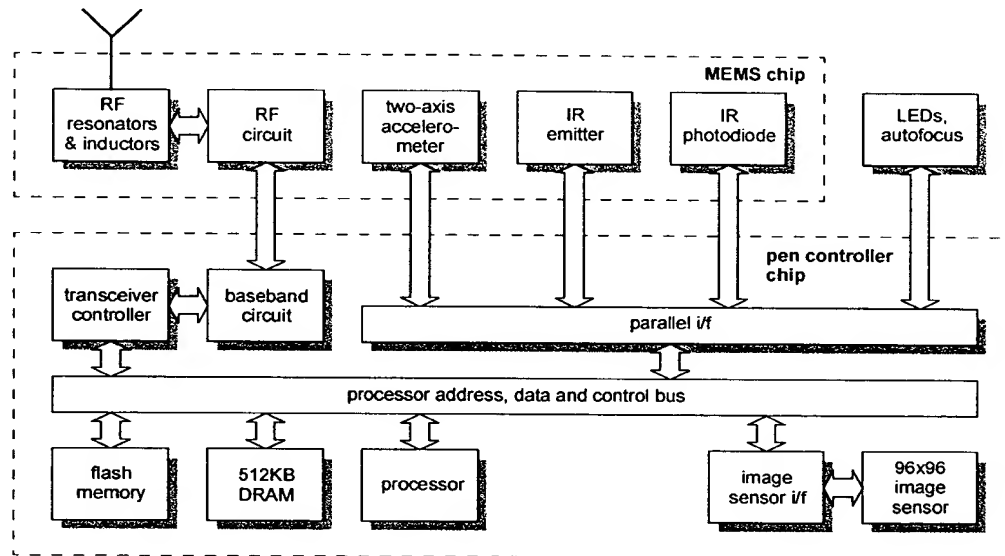 MEMS chip
RF
resonators
& inductors
RF
circuit
two-axis
accelero-
meter
IR
emitter
IR
photodiode
LEDs,
autofocus
pen controller
chip
transceiver
controller
baseband
circuit
parallel i/f
processor address, data and control bus
flash
memory
512KB
DRAM
processor
image
sensor i/f
96x96
image
sensor